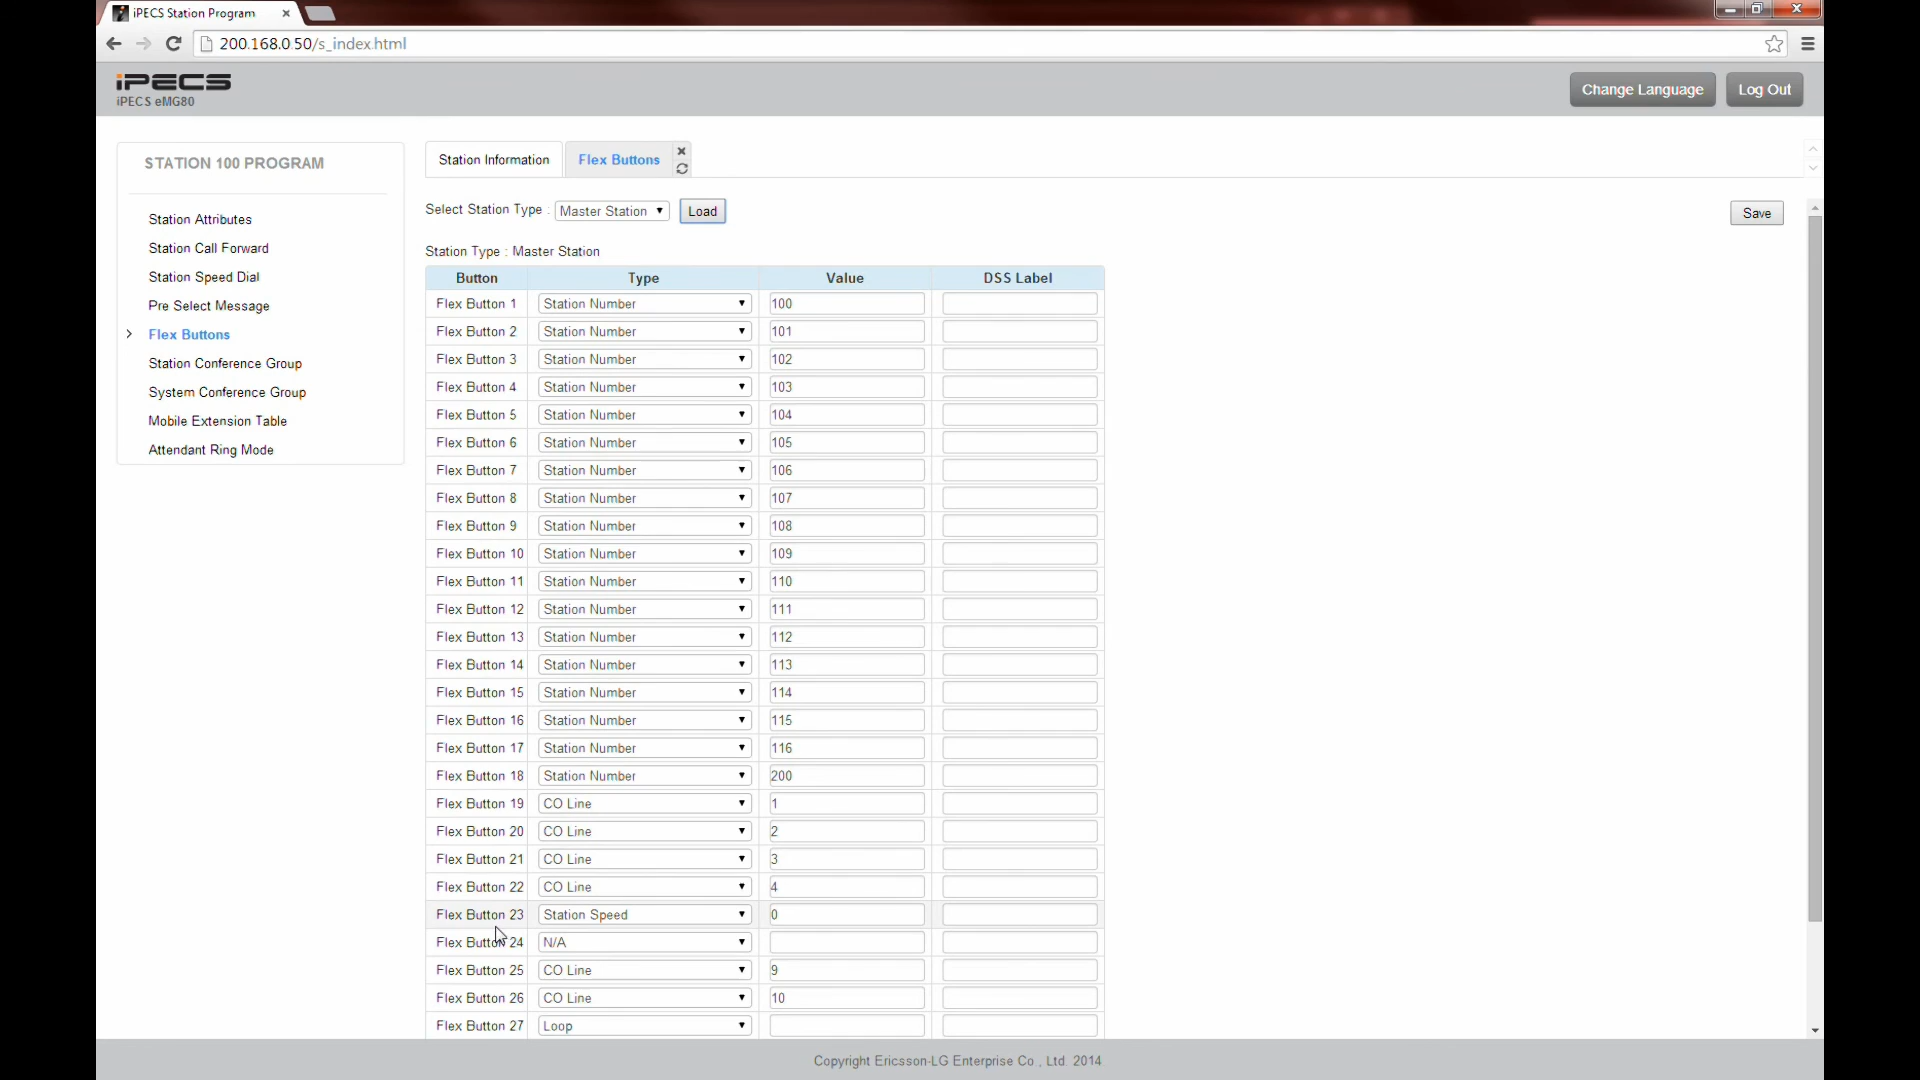 iPECS Station Program
200.168.0.50/s_index.html
iPECS
iPECS eMG80
Change Language
Log Out
STATION 100 PROGRAM
Station Attributes
Station Call Forward
Station Speed Dial
Pre Select Message
Flex Buttons
Station Conference Group
System Conference Group
Mobile Extension Table
Attendant Ring Mode
Station Information
Flex Buttons
Select Station Type : Master Station Load
Save
Station Type : Master Station
Button Type Value DSS Label
Flex Button 1 Station Number 100
Flex Button 2 Station Number 101
Flex Button 3 Station Number 102
Flex Button 4 Station Number 103
Flex Button 5 Station Number 104
Flex Button 6 Station Number 105
Flex Button 7 Station Number 106
Flex Button 8 Station Number 107
Flex Button 9 Station Number 108
Flex Button 10 Station Number 109
Flex Button 11 Station Number 110
Flex Button 12 Station Number 111
Flex Button 13 Station Number 112
Flex Button 14 Station Number 113
Flex Button 15 Station Number 114
Flex Button 16 Station Number 115
Flex Button 17 Station Number 116
Flex Button 18 Station Number 200
Flex Button 19 CO Line 1
Flex Button 20 CO Line 2
Flex Button 21 CO Line 3
Flex Button 22 CO Line 4
Flex Button 23 Station Speed 0
Flex Button 24 N/A
Flex Button 25 CO Line 9
Flex Button 26 CO Line 10
Flex Button 27 Loop
Copyright Ericsson-LG Enterprise Co., Ltd. 2014